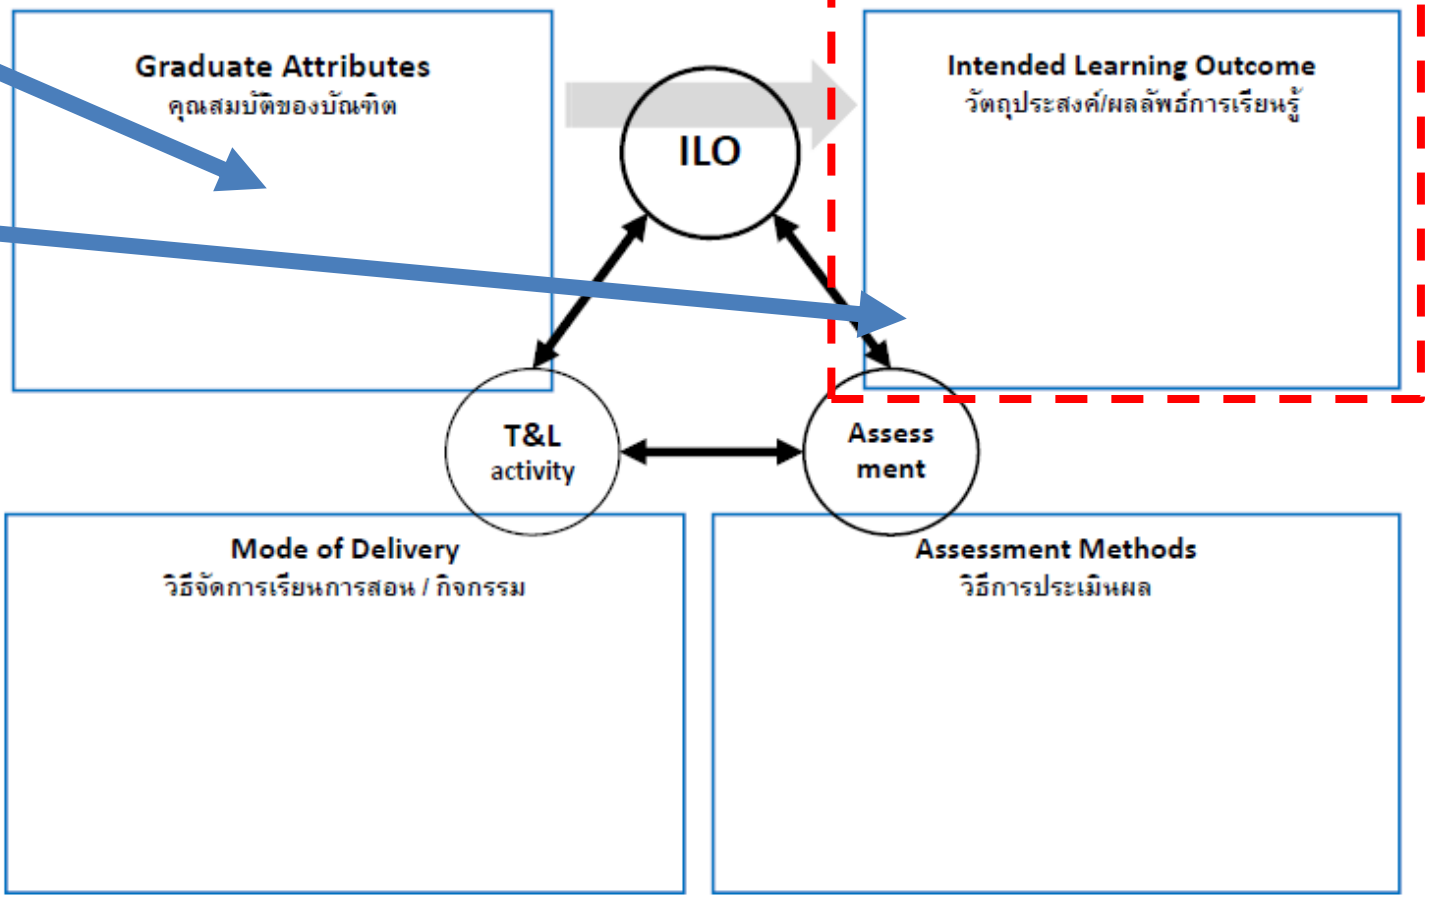 Graduate Attributes
คุณสมบัติของบัณฑิต
ILO
Intended Learning Outcome
วัตถุประสงค์/ผลลัพธ์การเรียนรู้
T&L
activity
Assess
ment
Mode of Delivery
วิธีจัดการเรียนการสอน / กิจกรรม
Assessment Methods
วิธีการประเมินผล